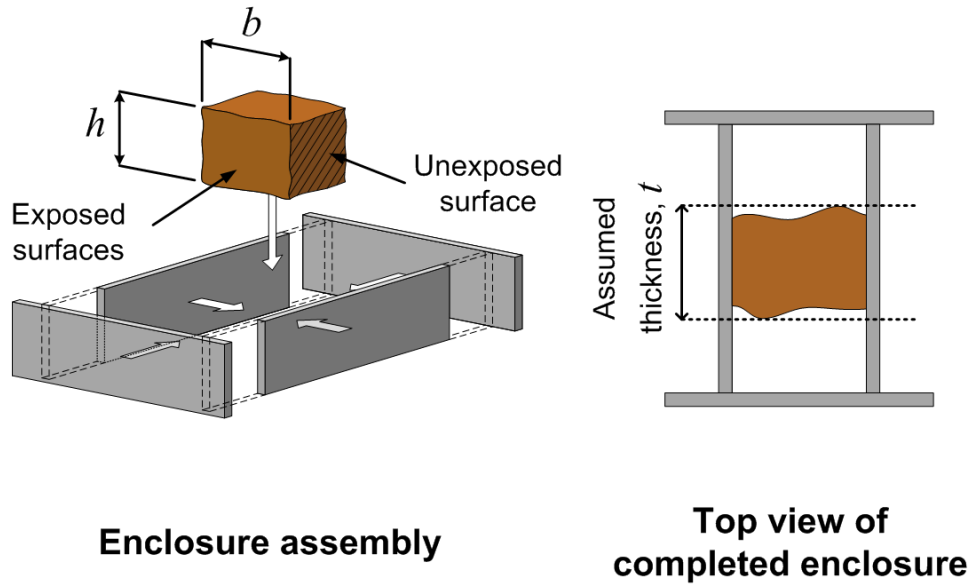 b
h
Exposed
surfaces
Unexposed
surface
Assumed
thickness, t
Enclosure assembly
Top view of
completed enclosure